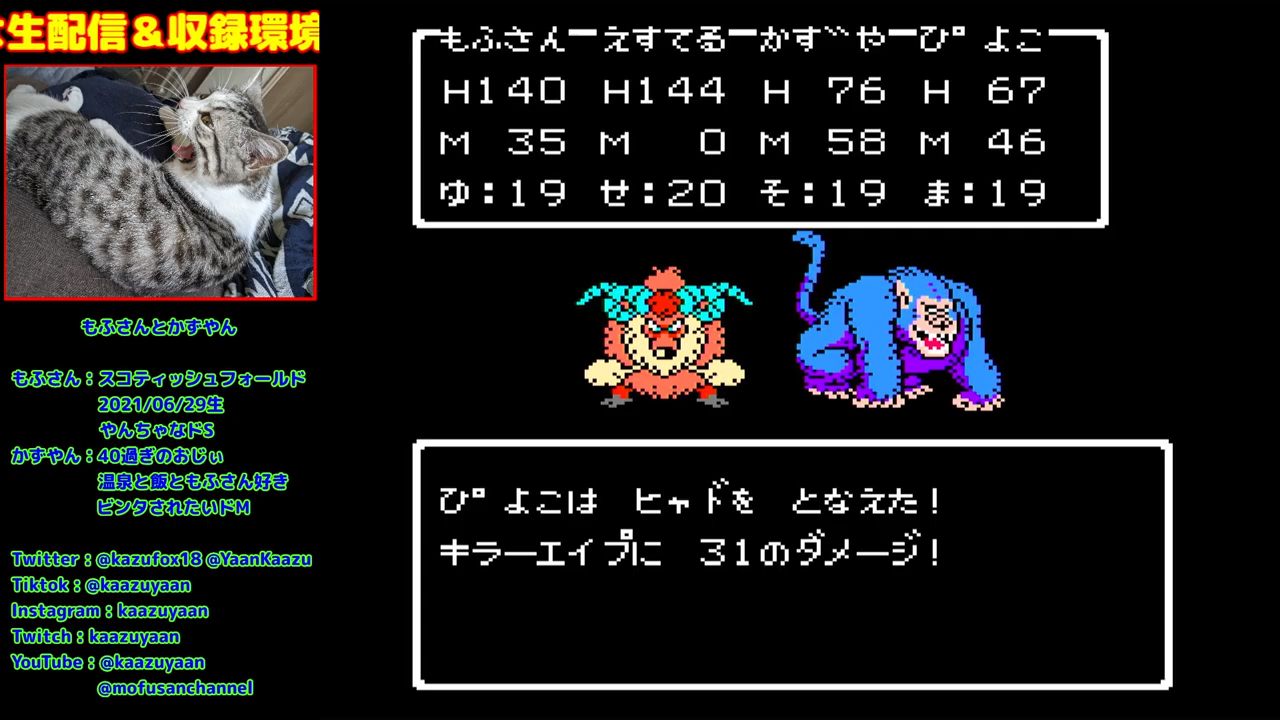 生配信＆収録環境
もふさんとかずやん
もふさん：スコティッシュフォールド
2021/06/29生
やんちゃなドS
かずやん：40過ぎのおじぃ
温泉と飯ともふさん好き
ビンタされたいドM
Twitter：@kazufox18 @YaanKaazu
Tiktok：@kaazuyaan
Instagram：kaazuyaan
Twitch：kaazuyaan
YouTube：@kaazuyaan
@mofusanchannel
もふさん えすてる かずや ぴよこ
H140 H144 H 76 H 67
M 35 M 0 M 58 M 46
ゆ:19 せ:20 そ:19 ま:19
ぴよこは ヒャドを となえた！
キラーエイプに 31のダメージ！